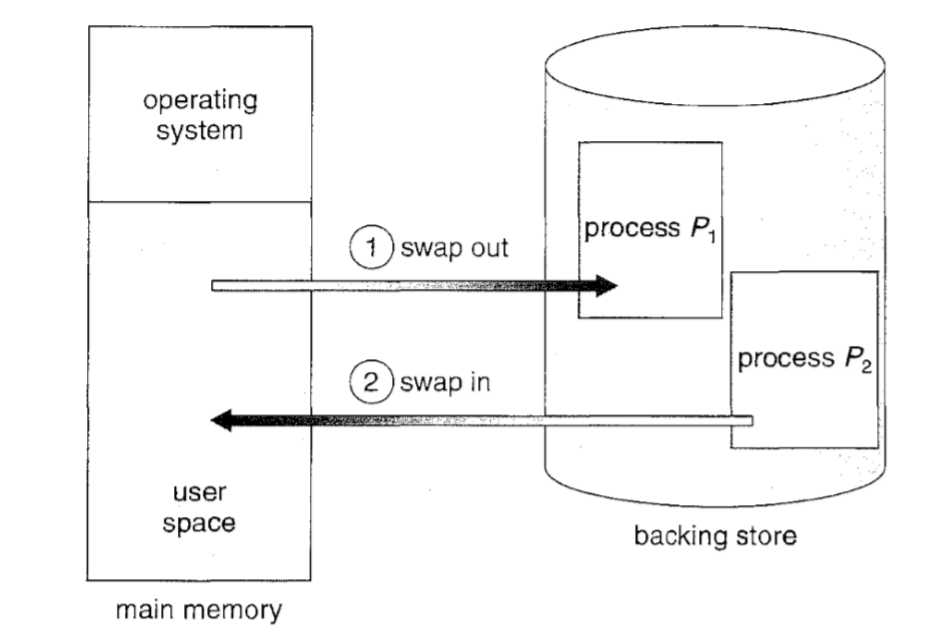 operating
system
process P1
1 swap out
process P2
2 swap in
user
space
backing store
main memory